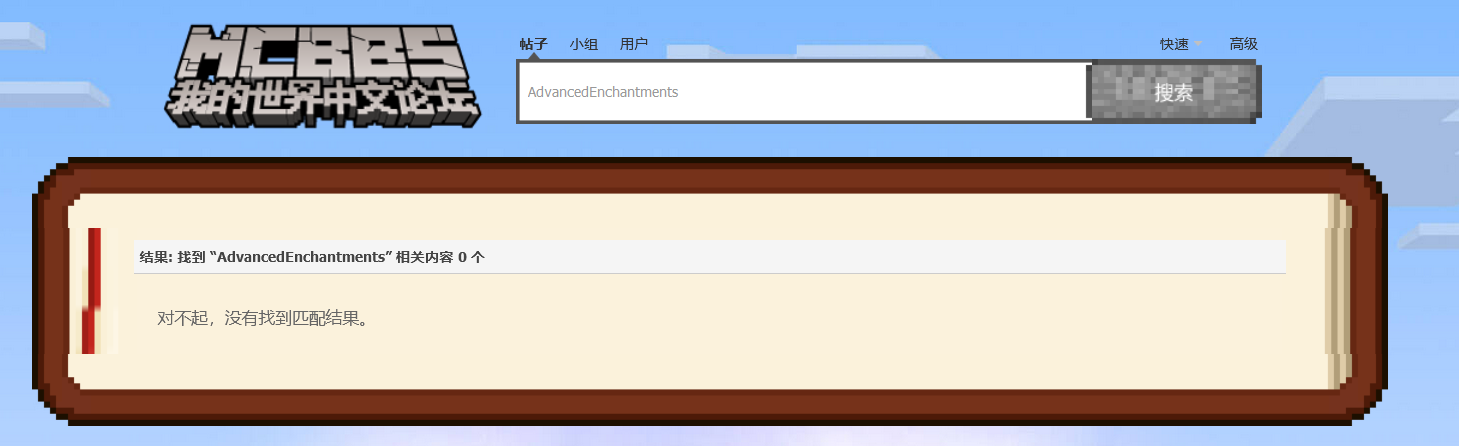 MCBBS
我的世界中文论坛
帖子 小组 用户 快速 高级
AdvancedEnchantments 搜索
结果: 找到 “AdvancedEnchantments” 相关内容 0 个
对不起，没有找到匹配结果。